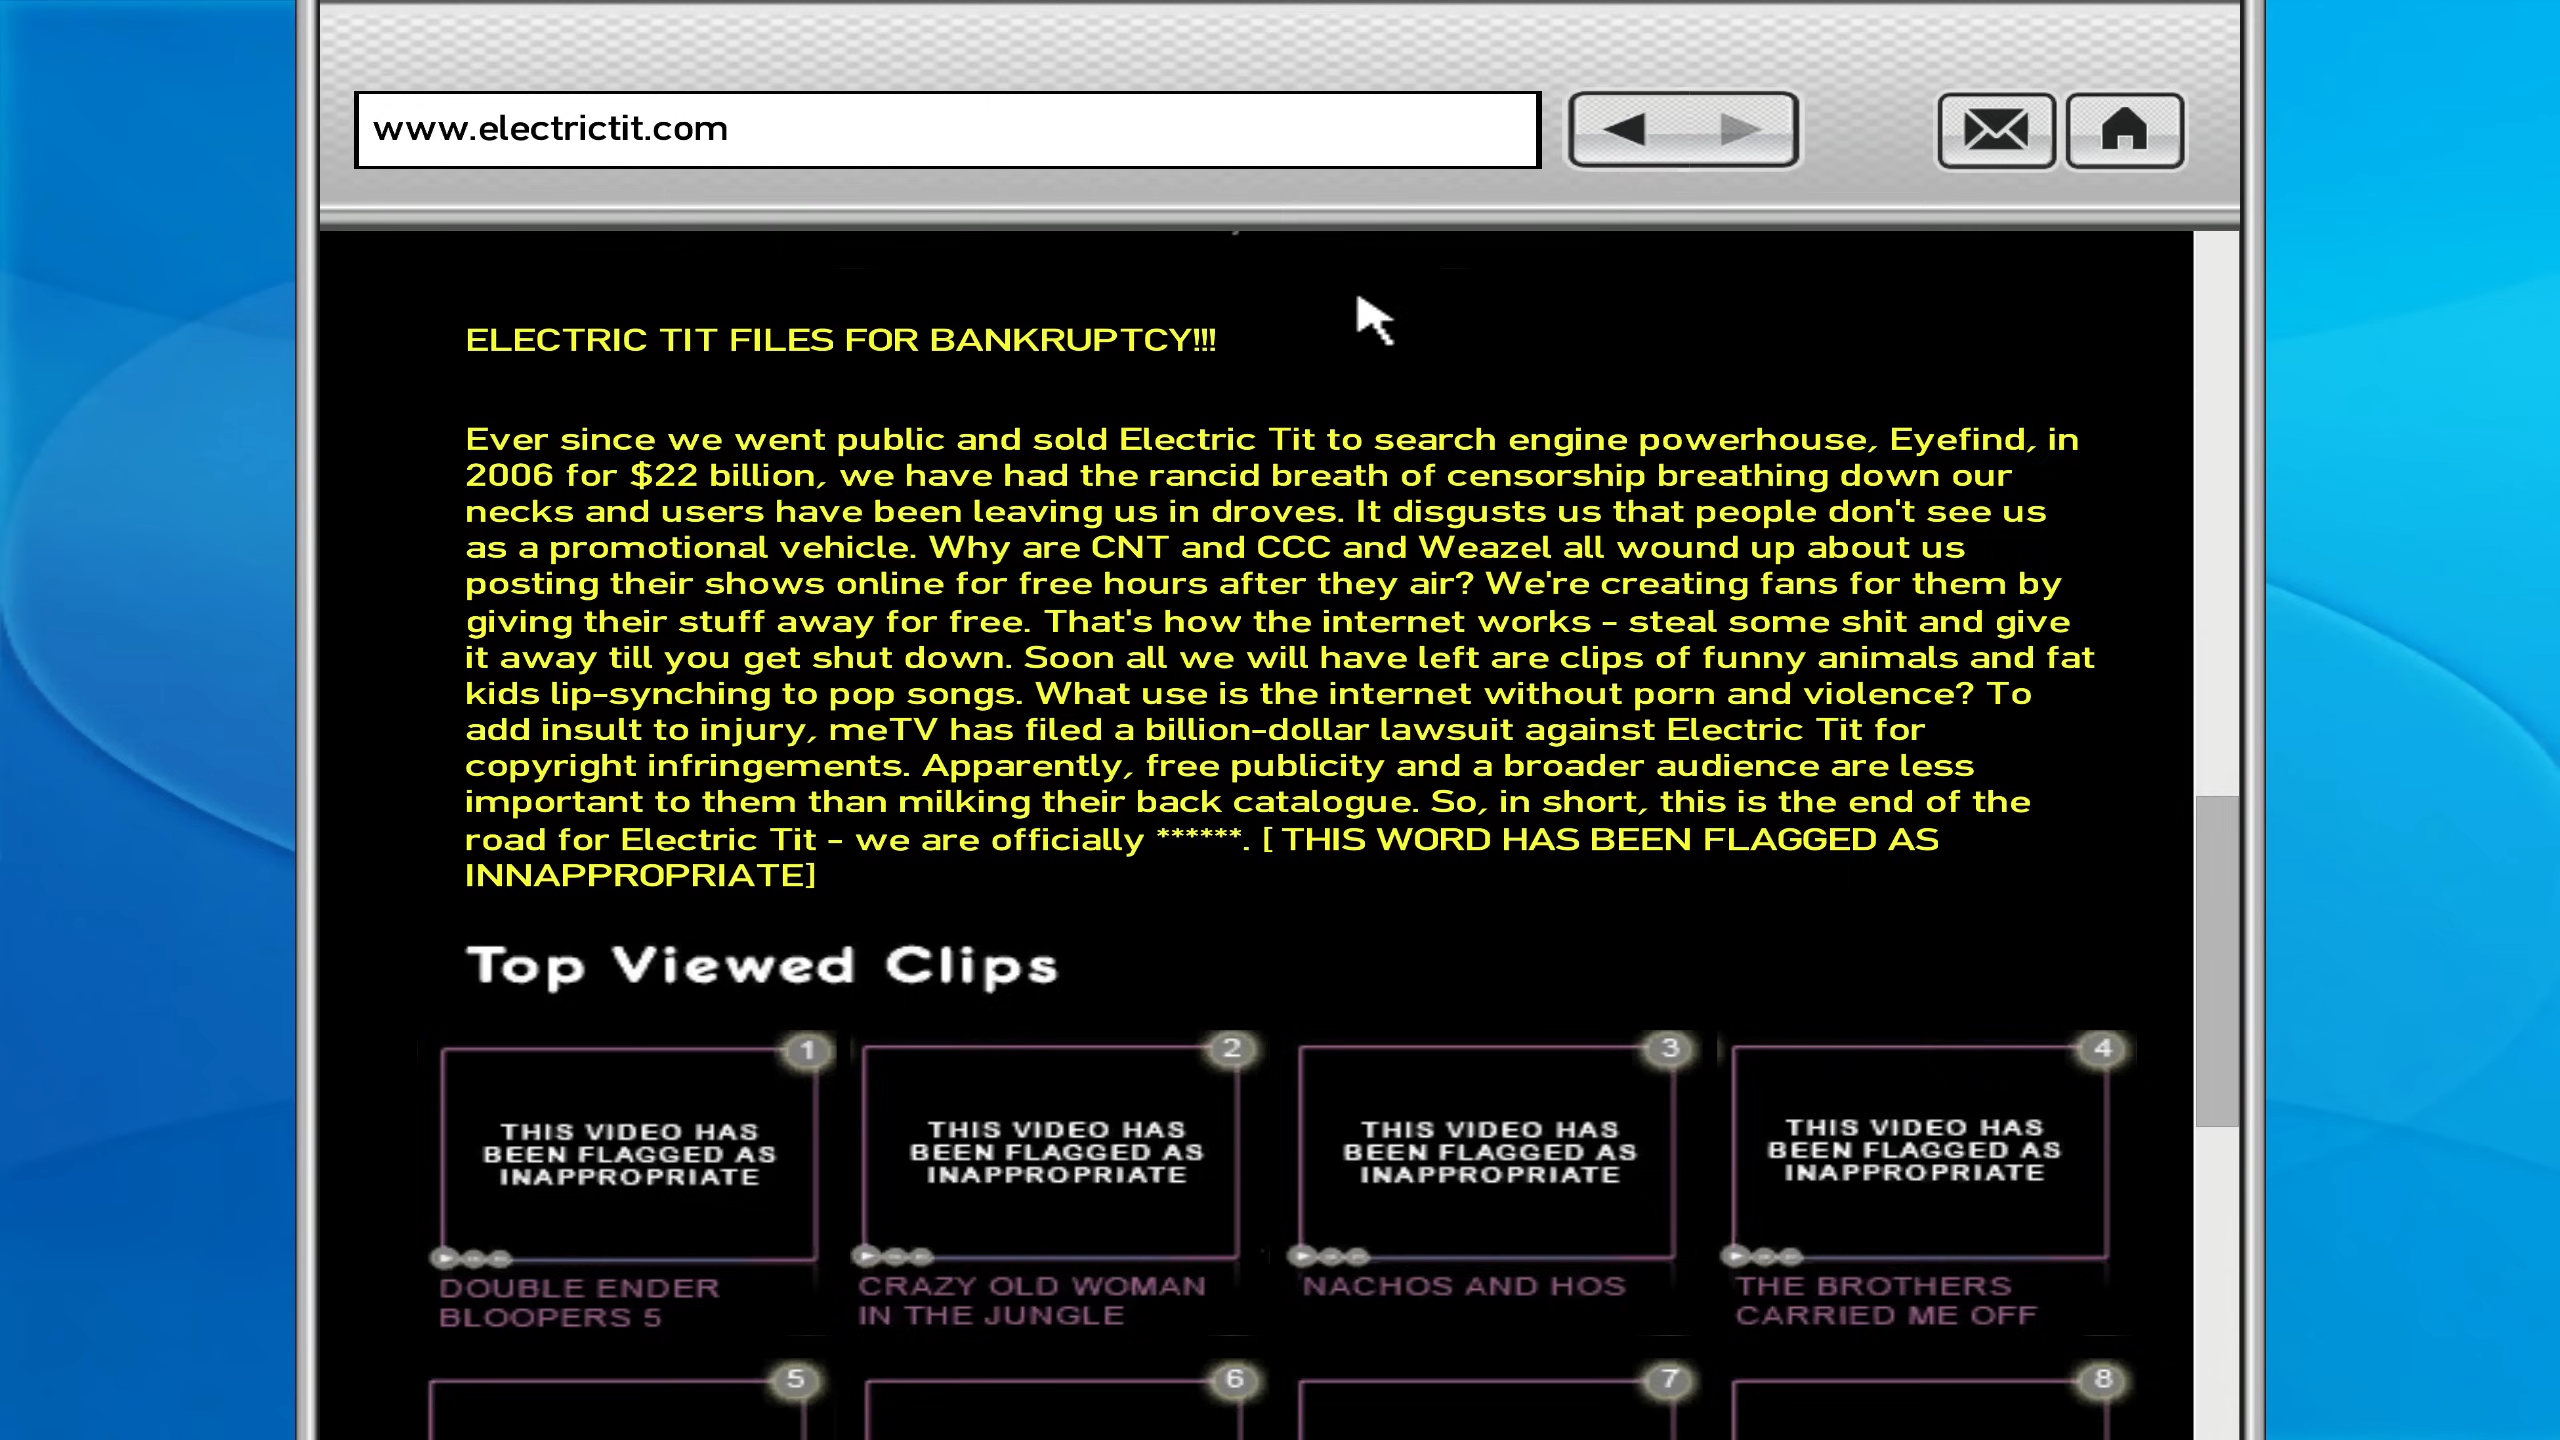 www.electrictit.com
ELECTRIC TIT FILES FOR BANKRUPTCY!!!
Ever since we went public and sold Electric Tit to search engine powerhouse, Eyefind, in
2006 for $22 billion, we have had the rancid breath of censorship breathing down our
necks and users have been leaving us in droves. It disgusts us that people don't see us
as a promotional vehicle. Why are CNT and CCC and Weazel all wound up about us
posting their shows online for free hours after they air? We're creating fans for them by
giving their stuff away for free. That's how the internet works - steal some shit and give
it away till you get shut down. Soon all we will have left are clips of funny animals and fat
kids lip-synching to pop songs. What use is the internet without porn and violence? To
add insult to injury, meTV has filed a billion-dollar lawsuit against Electric Tit for
copyright infringements. Apparently, free publicity and a broader audience are less
important to them than milking their back catalogue. So, in short, this is the end of the
road for Electric Tit - we are officially ******. [ THIS WORD HAS BEEN FLAGGED AS
INNAPPROPRIATE]
Top Viewed Clips
1
THIS VIDEO HAS
BEEN FLAGGED AS
INAPPROPRIATE
DOUBLE ENDER
BLOOPERS 5
2
THIS VIDEO HAS
BEEN FLAGGED AS
INAPPROPRIATE
CRAZY OLD WOMAN
IN THE JUNGLE
3
THIS VIDEO HAS
BEEN FLAGGED AS
INAPPROPRIATE
NACHOS AND HOS
4
THIS VIDEO HAS
BEEN FLAGGED AS
INAPPROPRIATE
THE BROTHERS
CARRIED ME OFF
5
6
7
8